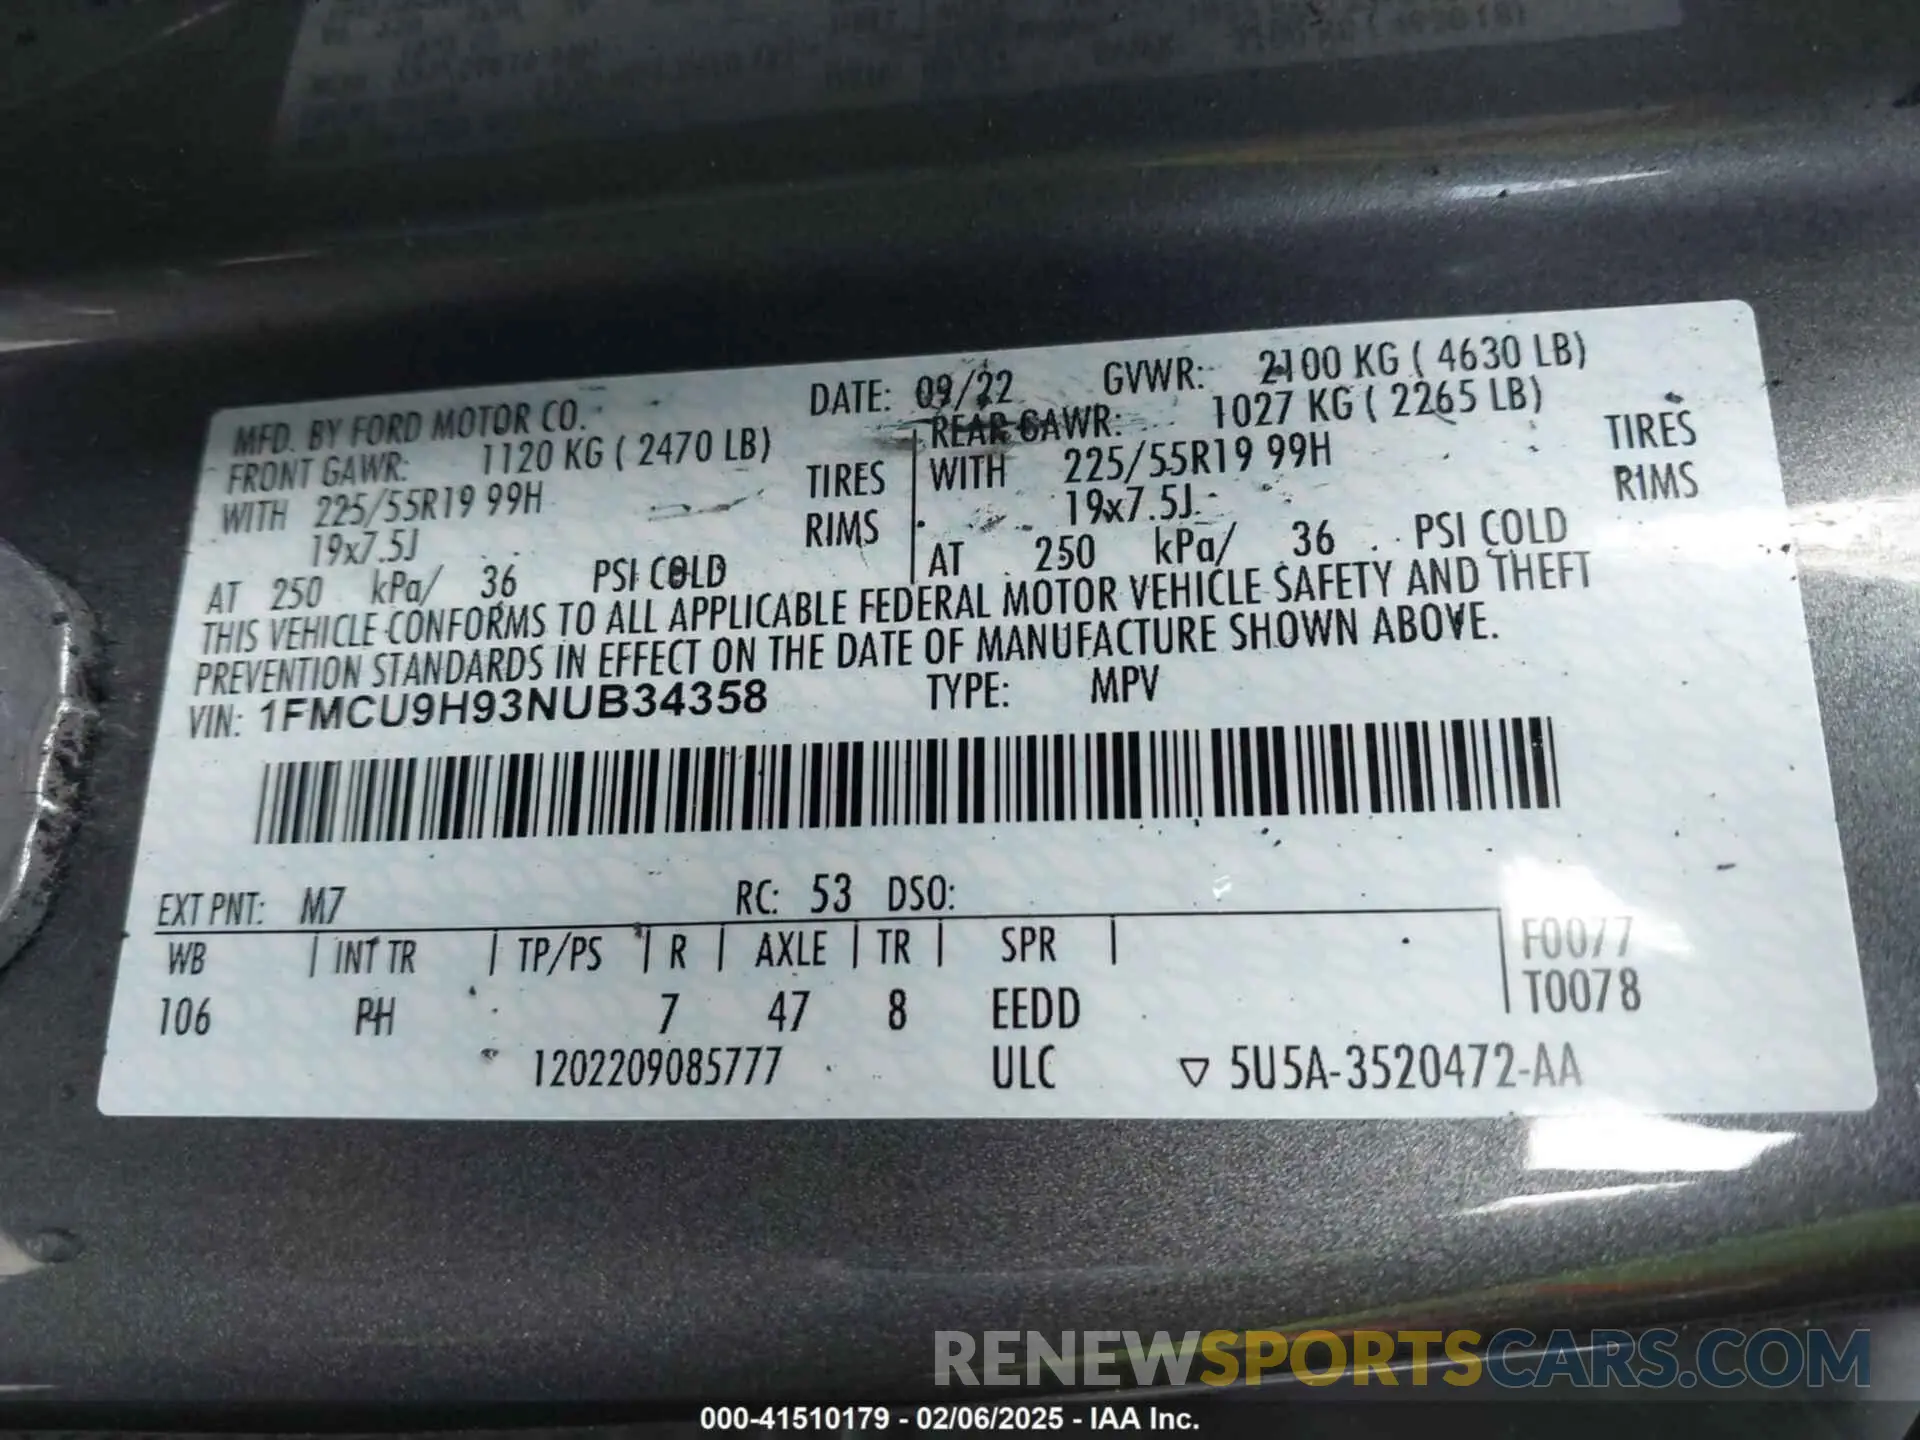 MFD. BY FORD MOTOR CO. DATE: 09/22 GVWR: 2100 KG ( 4630 LB)
FRONT GAWR: 1120 KG ( 2470 LB) REAR GAWR: 1027 KG ( 2265 LB)
WITH 225/55R19 99H TIRES WITH 225/55R19 99H TIRES
19x7.5J RIMS 19x7.5J RIMS
AT 250 kPa/ 36 PSI COLD AT 250 kPa/ 36 PSI COLD
THIS VEHICLE CONFORMS TO ALL APPLICABLE FEDERAL MOTOR VEHICLE SAFETY AND THEFT
PREVENTION STANDARDS IN EFFECT ON THE DATE OF MANUFACTURE SHOWN ABOVE.
VIN: 1FMCU9H93NUB34358 TYPE: MPV
EXT PNT: M7 RC: 53 DSO:
WB INT TR TP/PS R AXLE TR SPR F0077
106 PH 7 47 8 EEDD T0078
1202209085777 ULC ▽ 5U5A-3520472-AA
RENEWSPORTSCARS.COM
000-41510179 - 02/06/2025 - IAA Inc.